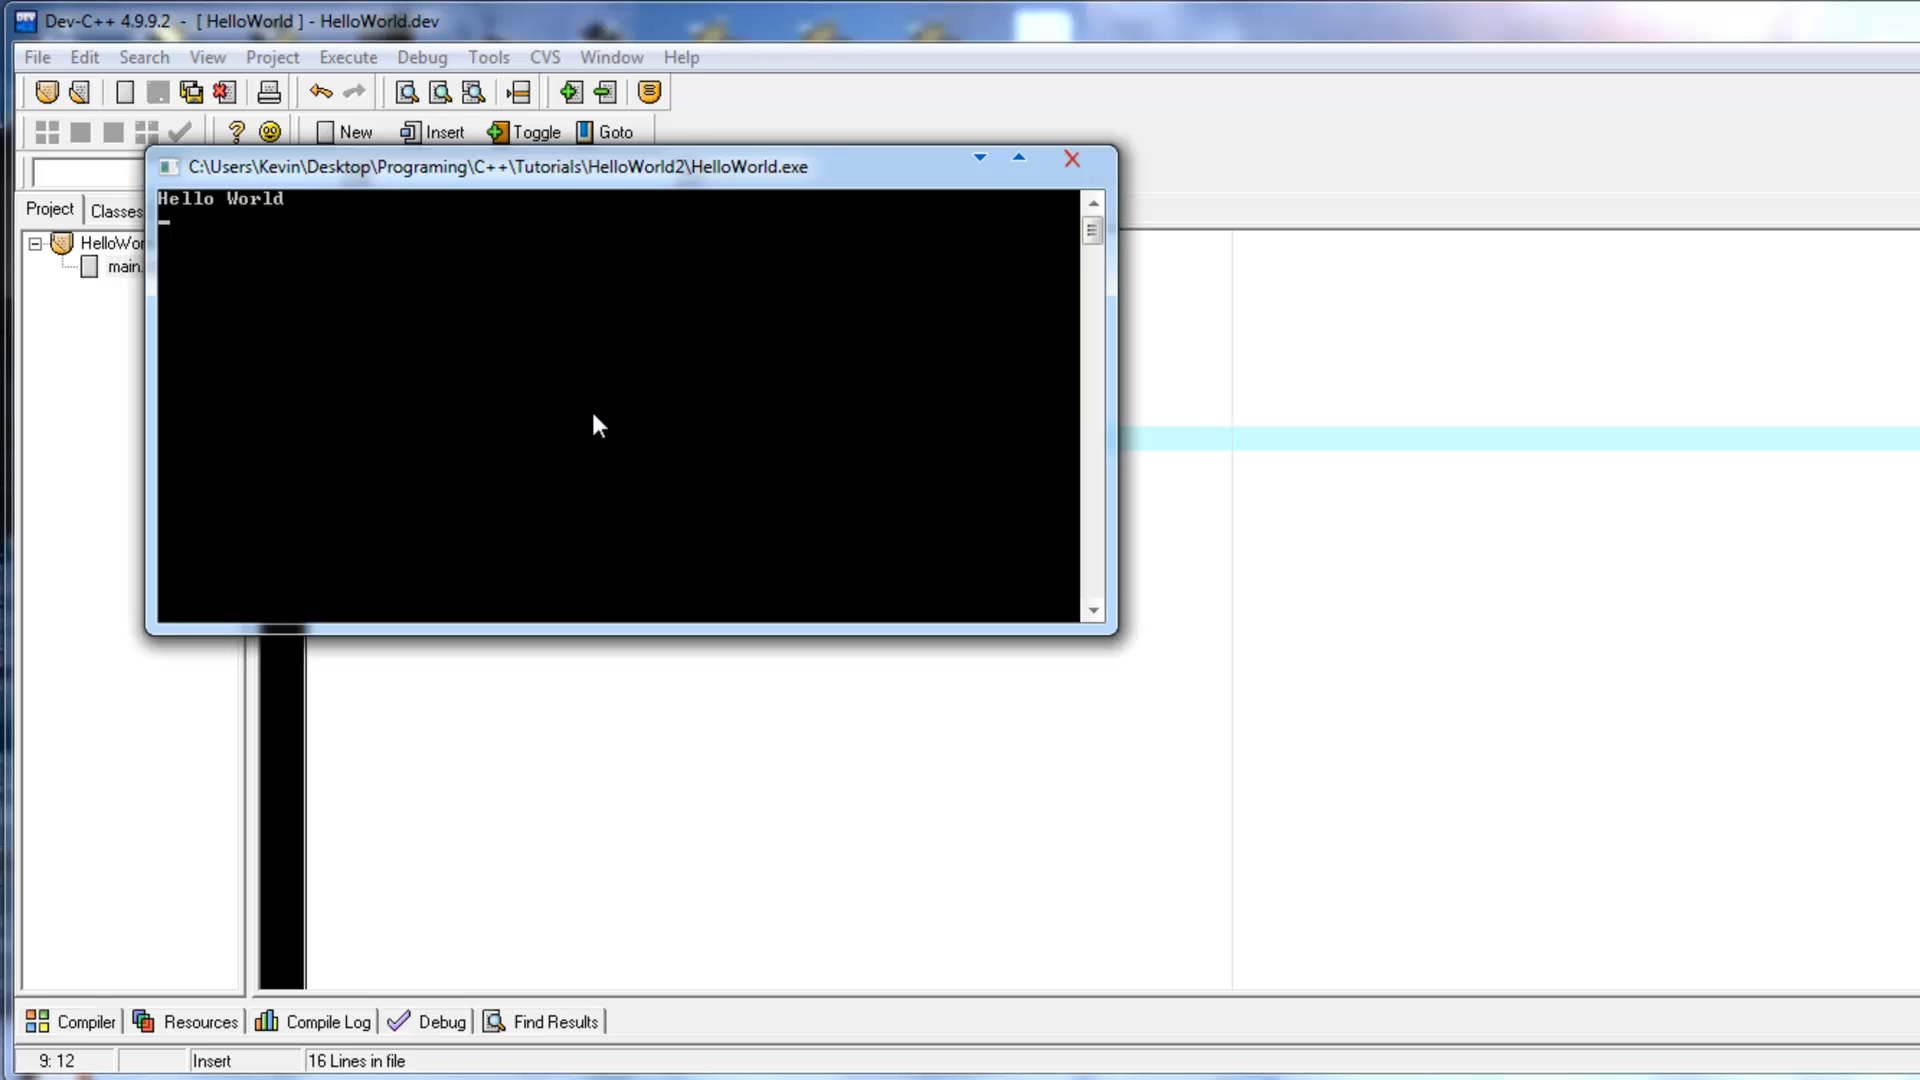 Dev-C++ 4.9.9.2 - [ HelloWorld ] - HelloWorld.dev
File Edit Search View Project Execute Debug Tools CVS Window Help
New Insert Toggle Goto
C:\Users\Kevin\Desktop\Programing\C++\Tutorials\HelloWorld2\HelloWorld.exe
Hello World
Project Classes
HelloWor
main.
Compiler Resources Compile Log Debug Find Results
9: 12 Insert 16 Lines in file